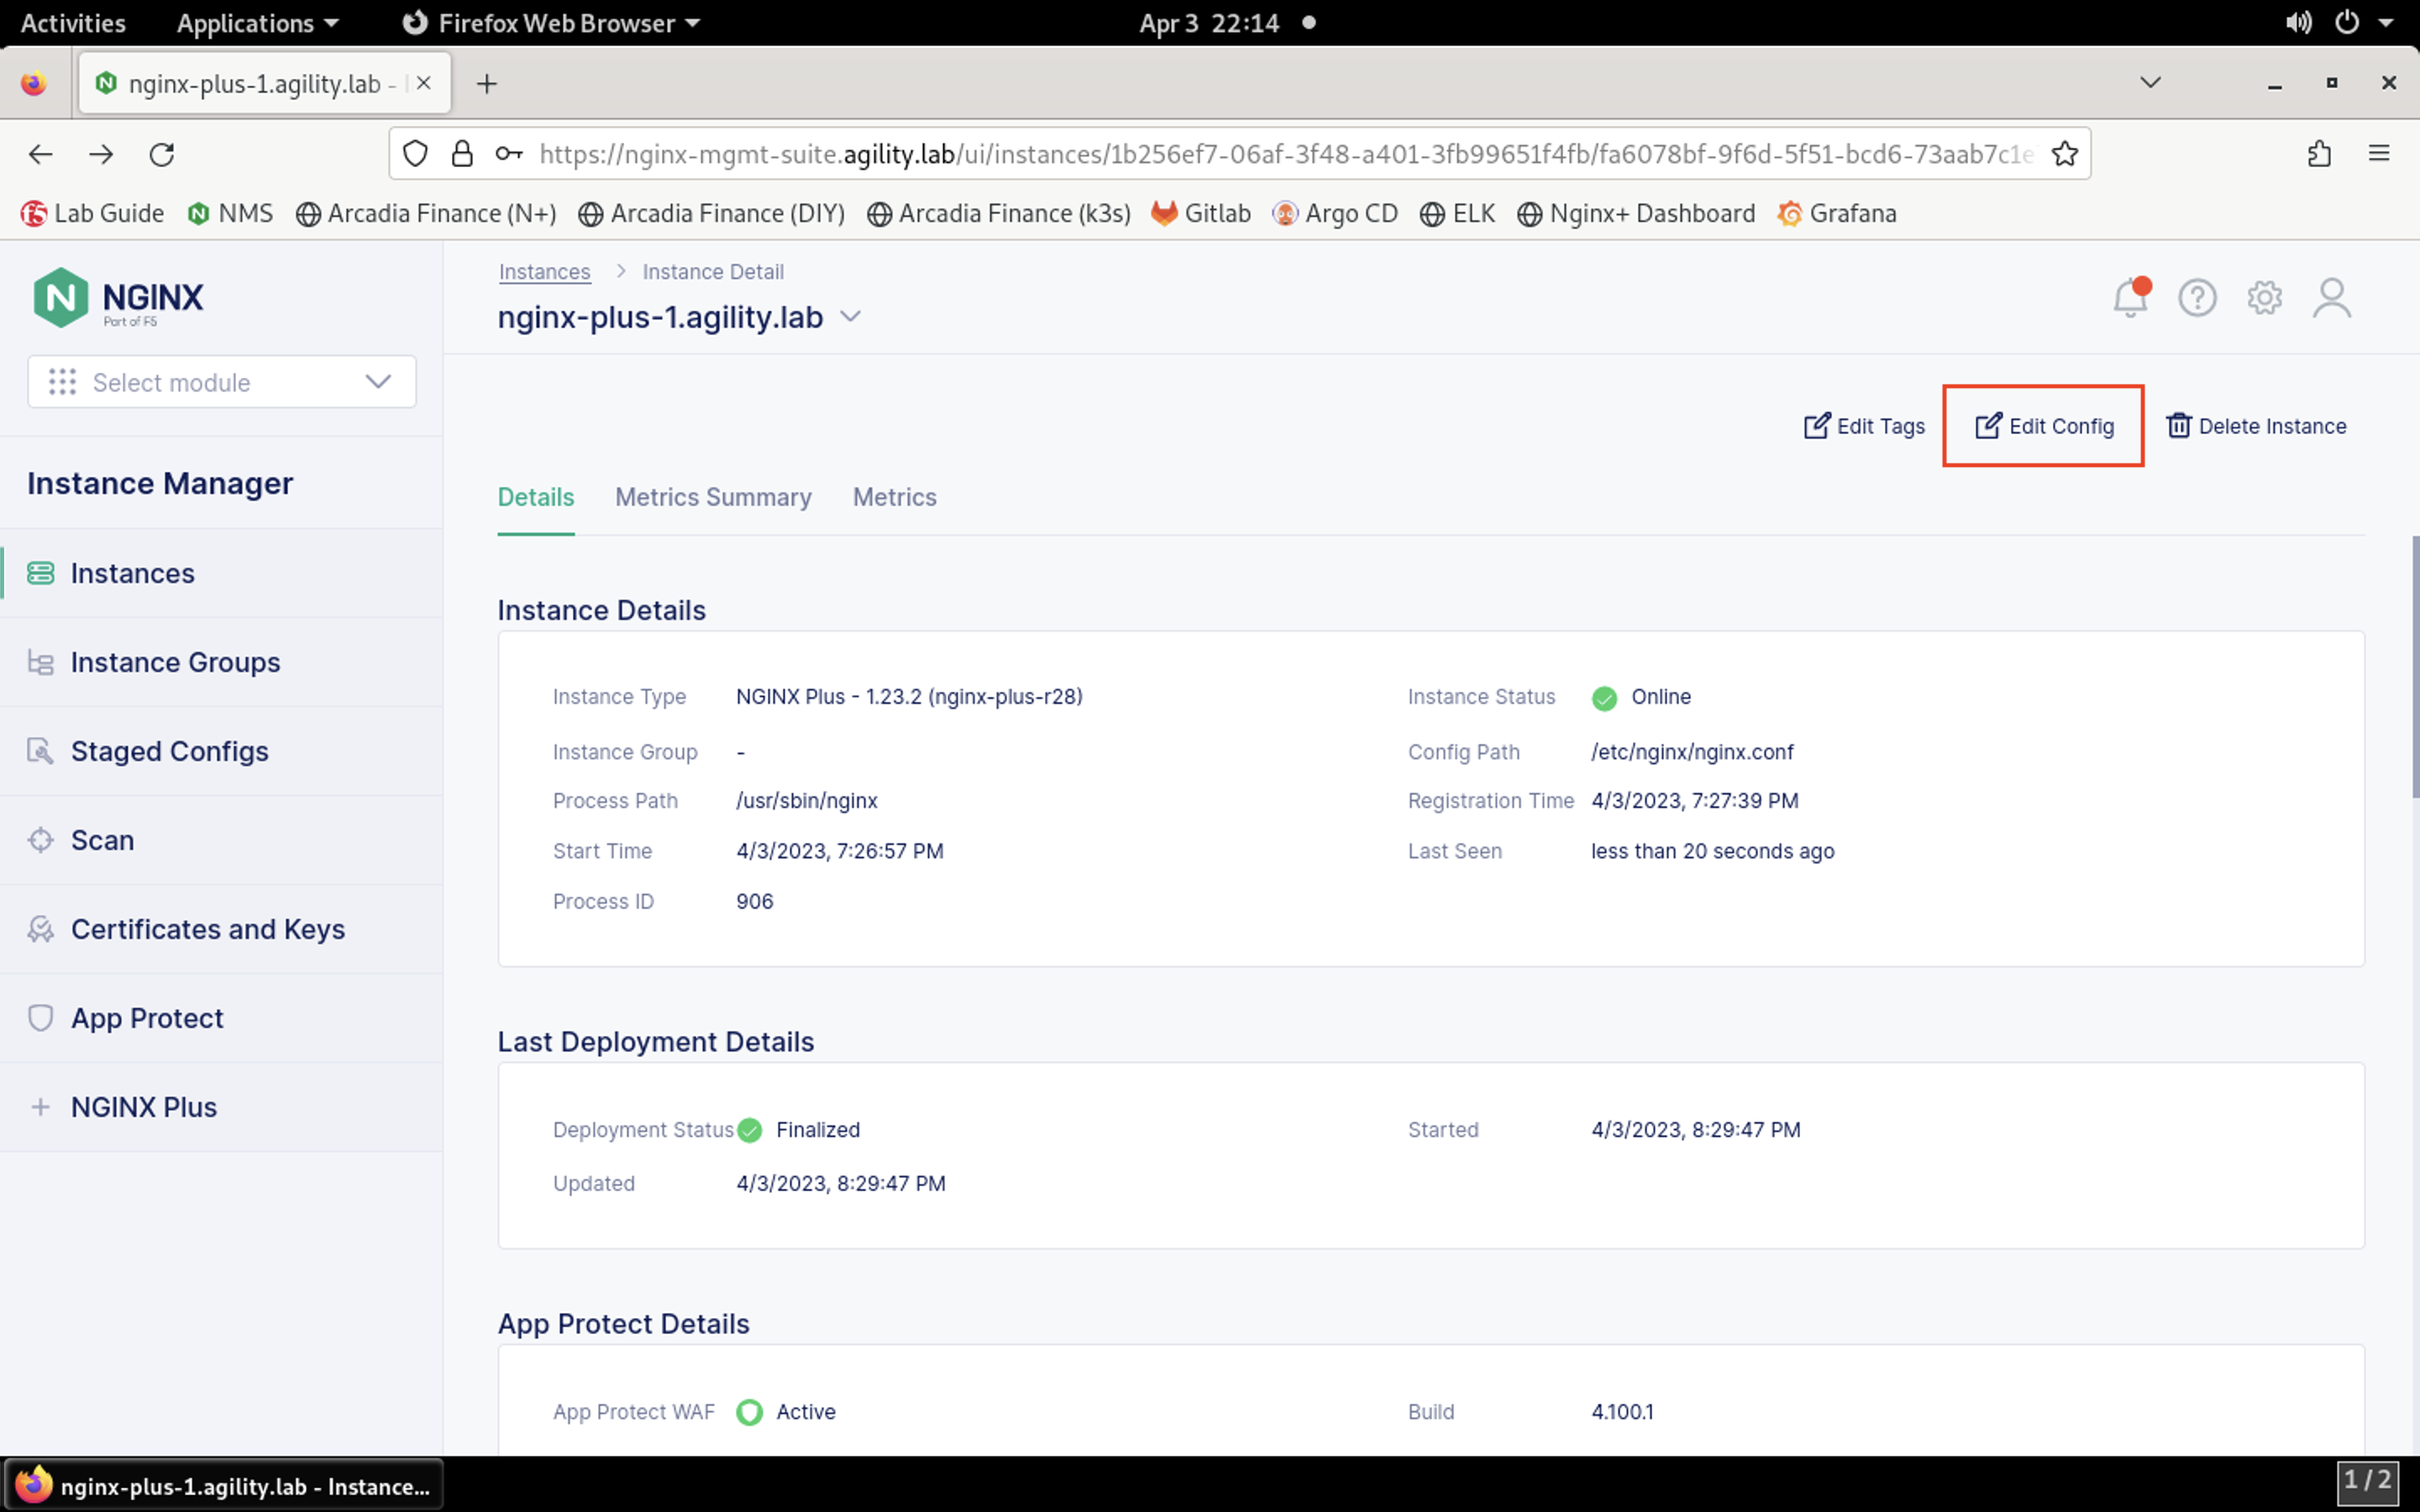 Activities Applications Firefox Web Browser Apr 3 22:14
nginx-plus-1.agility.lab -
https://nginx-mgmt-suite.agility.lab/ui/instances/1b256ef7-06af-3f48-a401-3fb99651f4fb/fa6078bf-9f6d-5f51-bcd6-73aab7c1e
Lab Guide NMS Arcadia Finance (N+) Arcadia Finance (DIY) Arcadia Finance (k3s) Gitlab Argo CD ELK Nginx+ Dashboard Grafana
NGINX
Part of F5
Select module
Instance Manager
Instances
Instance Groups
Staged Configs
Scan
Certificates and Keys
App Protect
NGINX Plus
Instances > Instance Detail
nginx-plus-1.agility.lab
Edit Tags Edit Config Delete Instance
Details Metrics Summary Metrics
Instance Details
Instance Type NGINX Plus - 1.23.2 (nginx-plus-r28) Instance Status Online
Instance Group - Config Path /etc/nginx/nginx.conf
Process Path /usr/sbin/nginx Registration Time 4/3/2023, 7:27:39 PM
Start Time 4/3/2023, 7:26:57 PM Last Seen less than 20 seconds ago
Process ID 906
Last Deployment Details
Deployment Status Finalized Started 4/3/2023, 8:29:47 PM
Updated 4/3/2023, 8:29:47 PM
App Protect Details
App Protect WAF Active Build 4.100.1
nginx-plus-1.agility.lab - Instance... 1 / 2